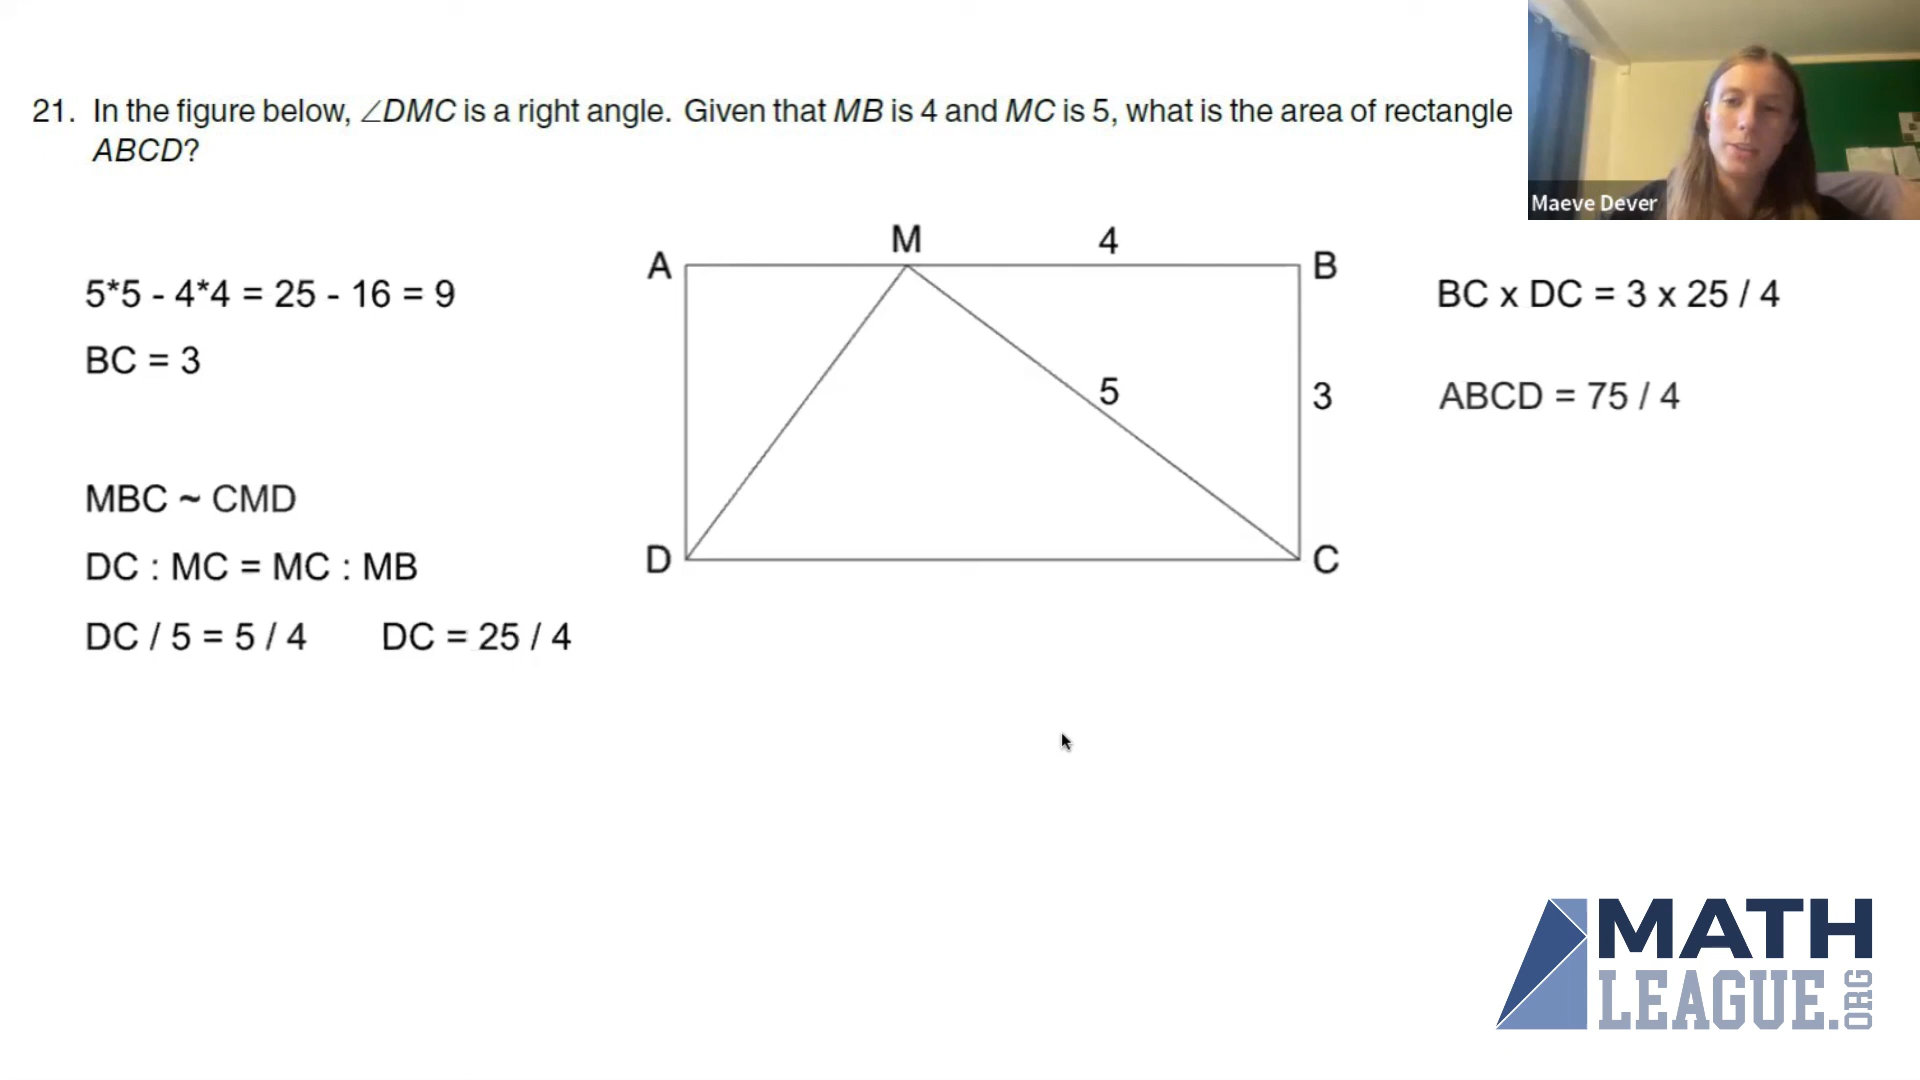 21. In the figure below, ∠DMC is a right angle. Given that MB is 4 and MC is 5, what is the area of rectangle
ABCD?
Maeve Dever
5*5 - 4*4 = 25 - 16 = 9
BC = 3
MBC ~ CMD
DC : MC = MC : MB
DC / 5 = 5 / 4 DC = 25 / 4
A
M
4
B
5
3
D
C
BC x DC = 3 x 25 / 4
ABCD = 75 / 4
MATH
LEAGUE.ORG